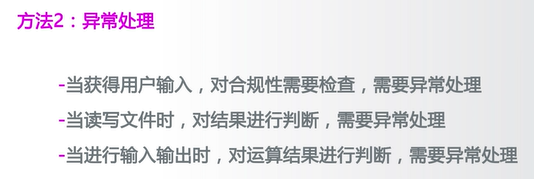 方法2：异常处理
-当获得用户输入，对合规性需要检查，需要异常处理
-当读写文件时，对结果进行判断，需要异常处理
-当进行输入输出时，对运算结果进行判断，需要异常处理